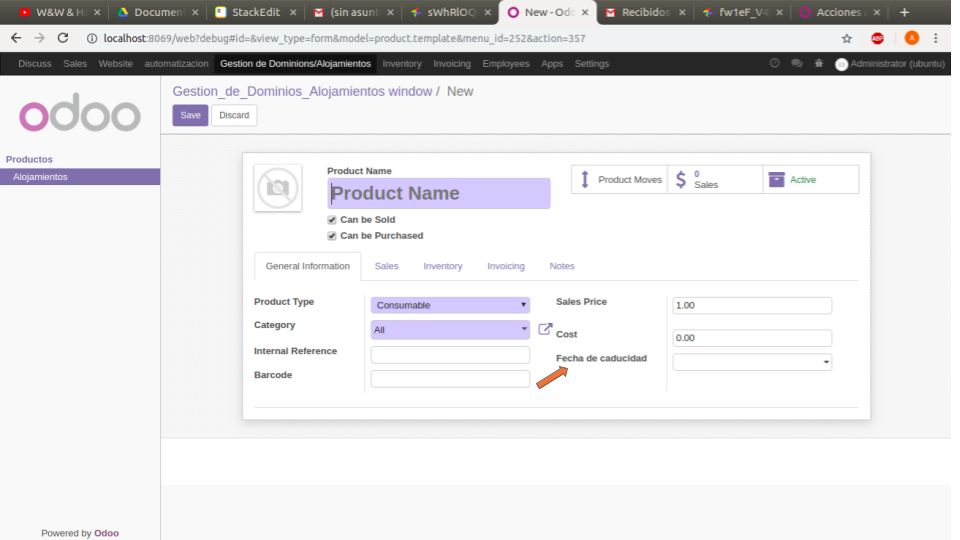 W&W & H
Documen
StackEdit
(sin asunt
sWhRlOQ
New - Odo
Recibidos
fw1eF_V4
Acciones
localhost:8069/web?debug#id=&view_type=form&model=product.template&menu_id=252&action=357
ABP
A
Discuss Sales Website automatizacion Gestion de Dominions/Alojamientos Inventory Invoicing Employees Apps Settings
Administrator (ubuntu)
odoo
Gestion_de_Dominios_Alojamientos window / New
Save Discard
Productos
Alojamientos
Product Name
Product Name
Product Moves
0
Sales
Active
Can be Sold
Can be Purchased
General Information Sales Inventory Invoicing Notes
Product Type Consumable
Sales Price 1.00
Category All
Cost 0.00
Internal Reference
Fecha de caducidad
Barcode
Powered by Odoo